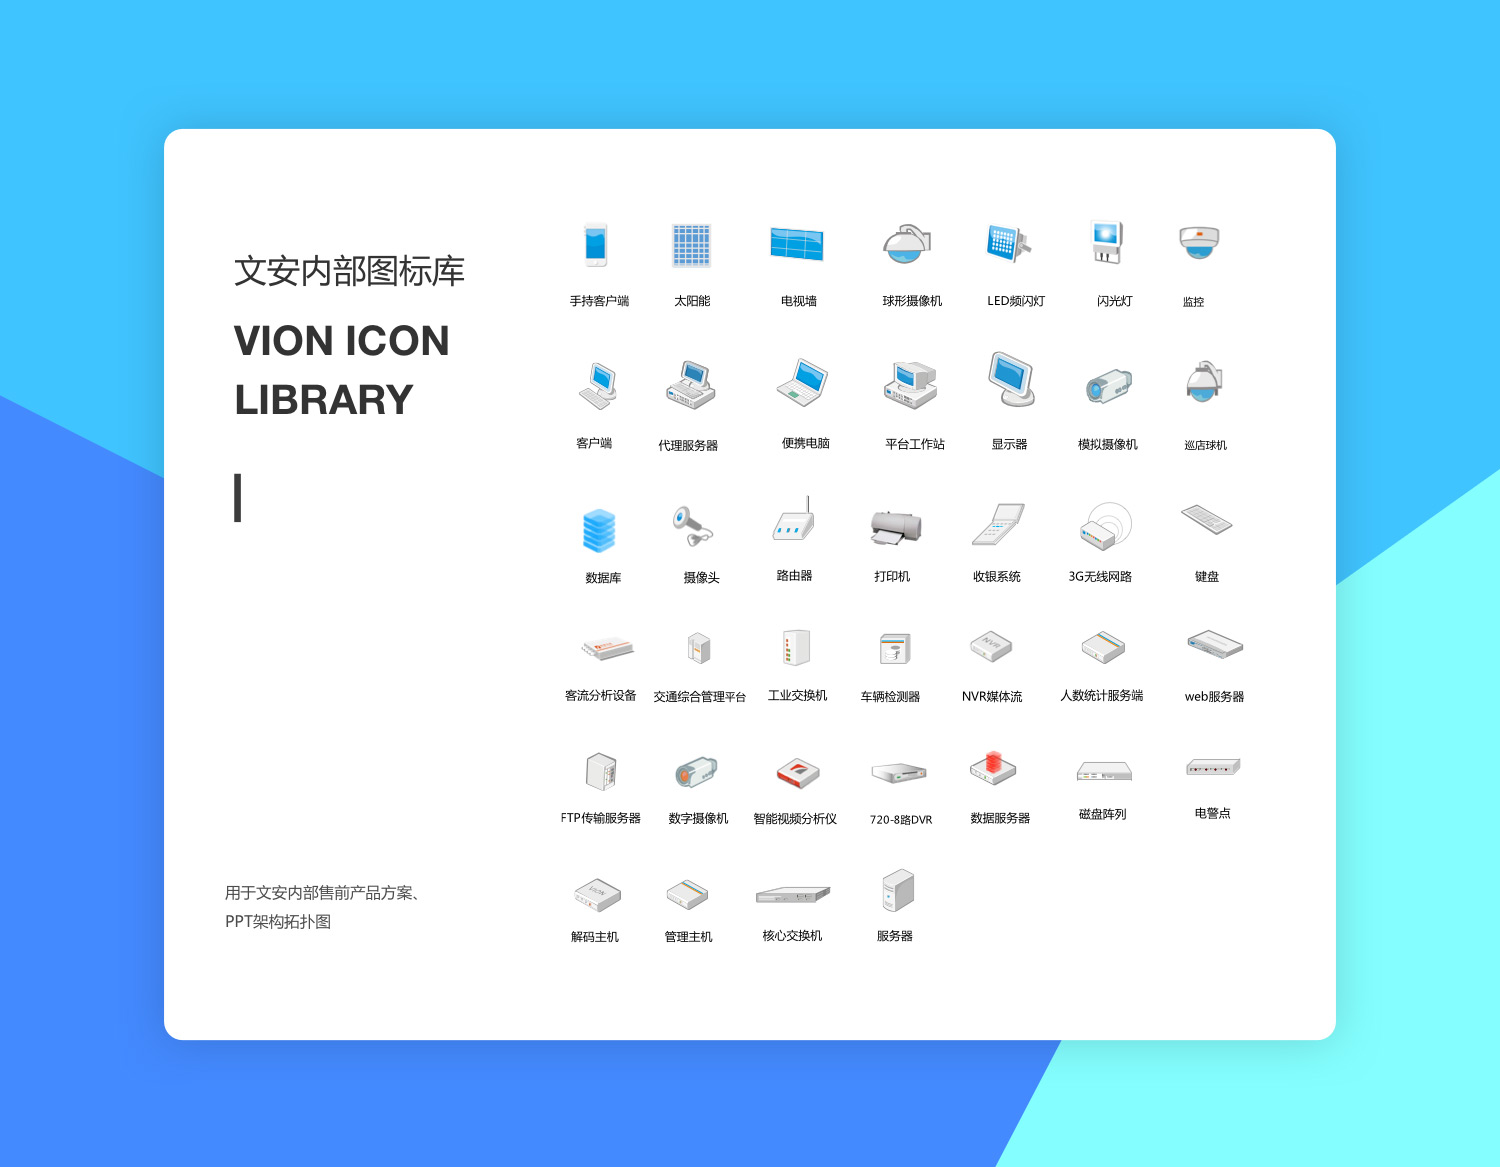 文安内部图标库
VION ICON
LIBRARY
手持客户端 太阳能 电视墙 球形摄像机 LED频闪灯 闪光灯 监控
客户端 代理服务器 便携电脑 平台工作站 显示器 模拟摄像机 巡店球机
数据库 摄像头 路由器 打印机 收银系统 3G无线网路 键盘
NVR
客流分析设备 交通综合管理平台 工业交换机 车辆检测器 NVR媒体流 人数统计服务端 web服务器
FTP传输服务器 数字摄像机 智能视频分析仪 720-8路DVR 数据服务器 磁盘阵列 电警点
VION
解码主机 管理主机 核心交换机 服务器
用于文安内部售前产品方案、
PPT架构拓扑图